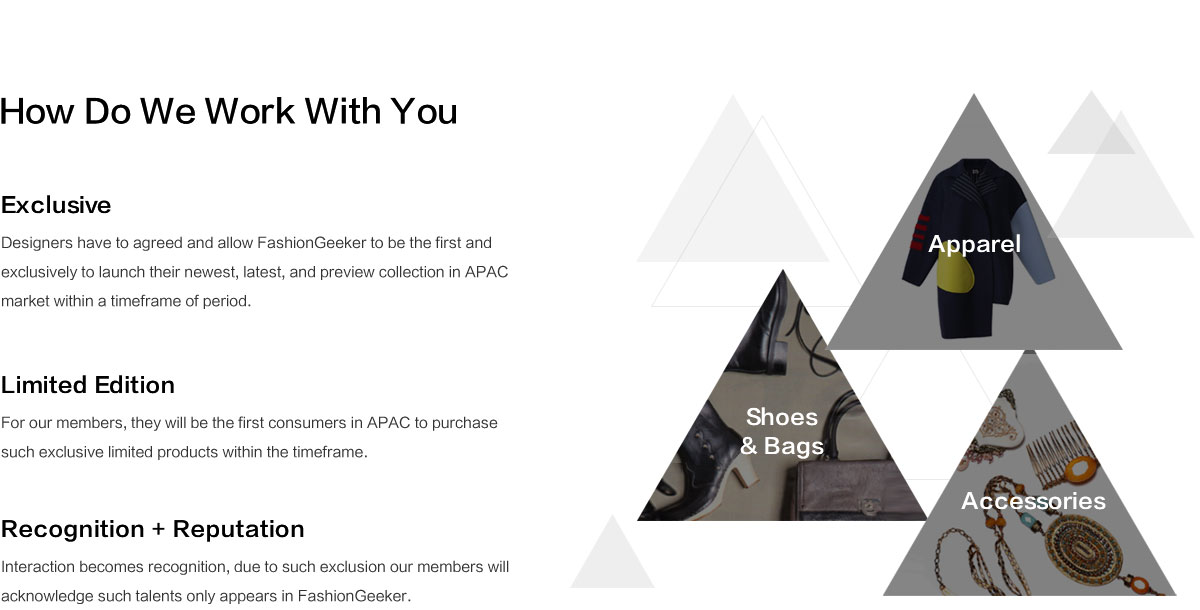 How Do We Work With You
Exclusive
Designers have to agreed and allow FashionGeeker to be the first and
exclusively to launch their newest, latest, and preview collection in APAC
market within a timeframe of period.
Limited Edition
For our members, they will be the first consumers in APAC to purchase
such exclusive limited products within the timeframe.
Recognition + Reputation
Interaction becomes recognition, due to such exclusion our members will
acknowledge such talents only appears in FashionGeeker.
Apparel
Shoes
& Bags
Accessories